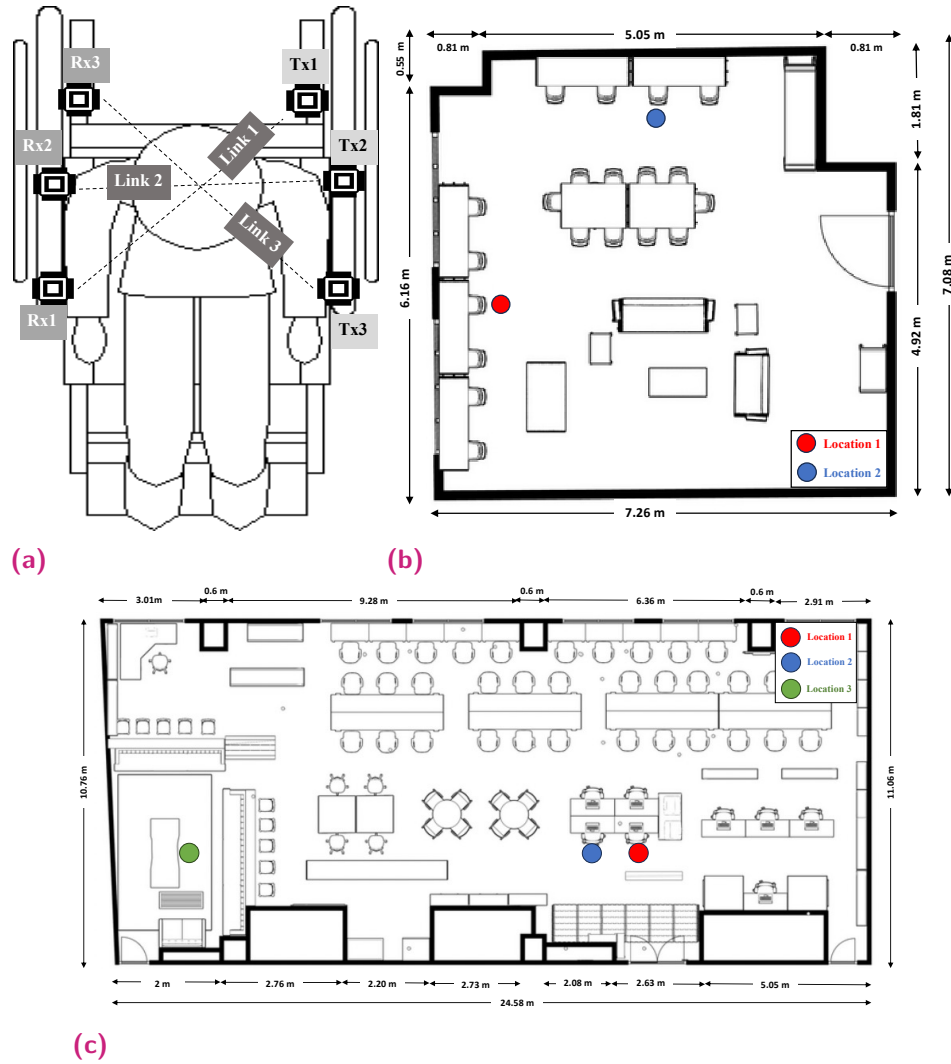 Rx3
Tx1
Rx2
Link 1
Tx2
Link 2
Link 3
Rx1
Tx3
(a)
0.81 m
5.05 m
0.81 m
0.55 m
1.81 m
6.16 m
7.08 m
4.92 m
Location 1
Location 2
7.26 m
(b)
3.01m
0.6 m
9.28 m
0.6 m
6.36 m
0.6 m
2.91 m
Location 1
Location 2
Location 3
10.76 m
11.06 m
2 m
2.76 m
2.20 m
2.73 m
2.08 m
2.63 m
5.05 m
24.58 m
(c)